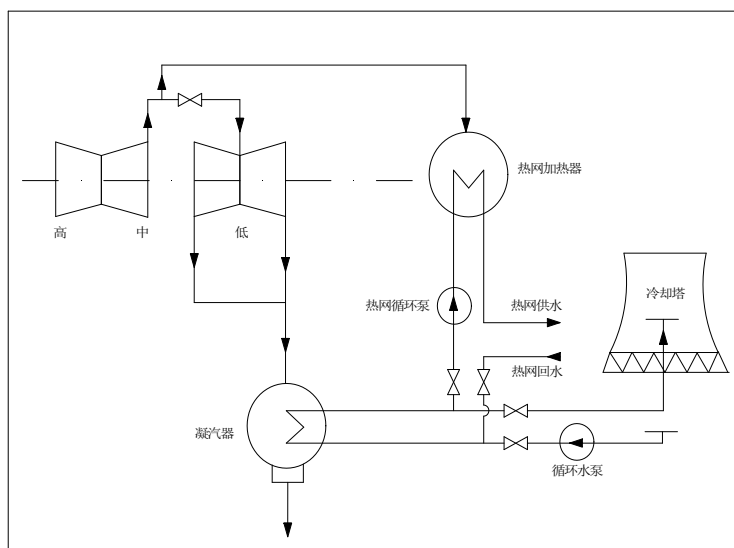 热网加热器
高
中
低
冷却塔
热网循环泵
热网供水
热网回水
凝汽器
循环水泵